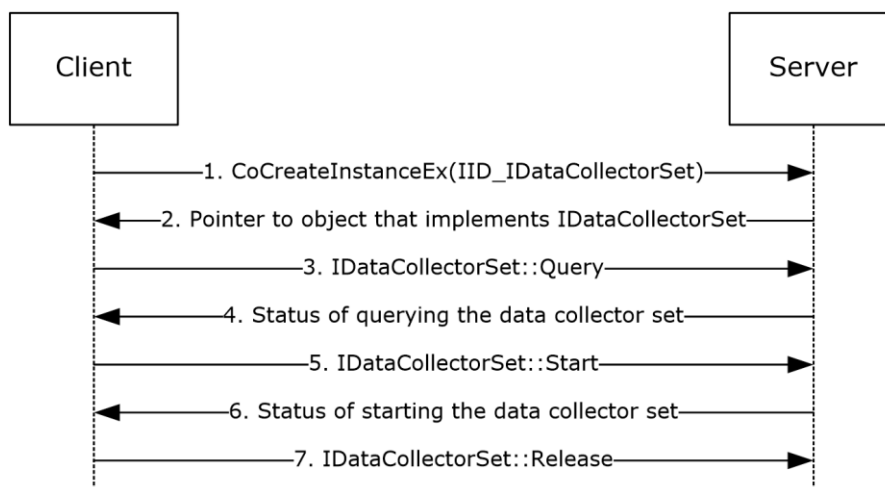 Client
Server
1. CoCreateInstanceEx(IID_IDataCollectorSet)
2. Pointer to object that implements IDataCollectorSet
3. IDataCollectorSet::Query
4. Status of querying the data collector set
5. IDataCollectorSet::Start
6. Status of starting the data collector set
7. IDataCollectorSet::Release